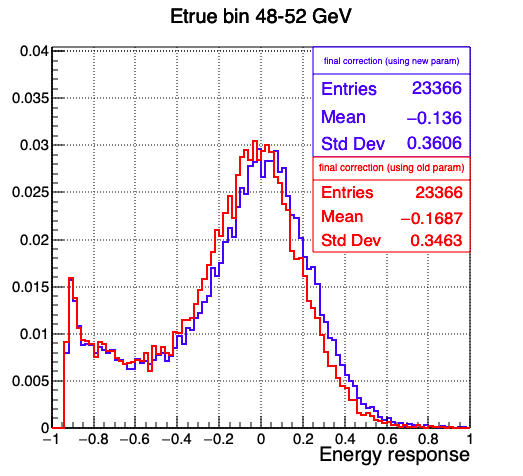 Etrue bin 48-52 GeV
final correction (using new param)
Entries 23366
Mean −0.136
Std Dev 0.3606
final correction (using old param)
Entries 23366
Mean −0.1687
Std Dev 0.3463
0.04
0.035
0.03
0.025
0.02
0.015
0.01
0.005
0
−1 −0.8 −0.6 −0.4 −0.2 0 0.2 0.4 0.6 0.8 1
Energy response